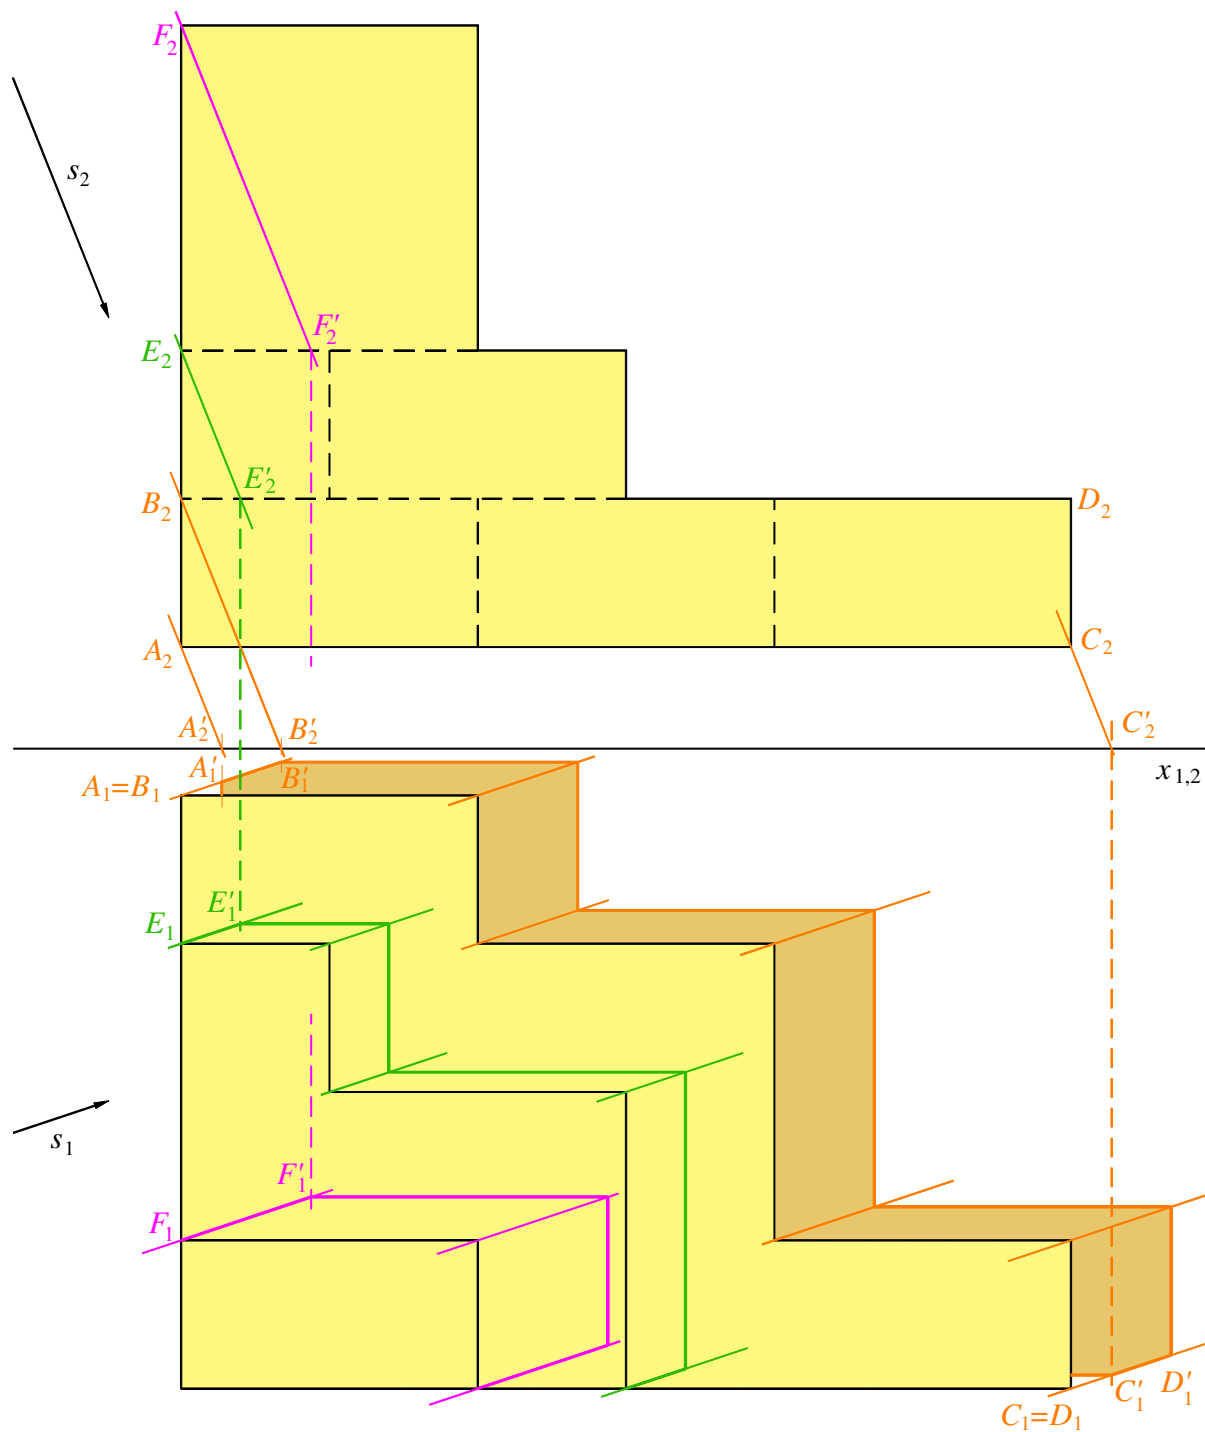 F₂
s₂
F′₂
E₂
E′₂
B₂
D₂
A₂
C₂
A′₂
B′₂
C′₂
A′₁
B′₁
x₁,₂
A₁=B₁
E′₁
E₁
s₁
F′₁
F₁
C′₁
D′₁
C₁=D₁